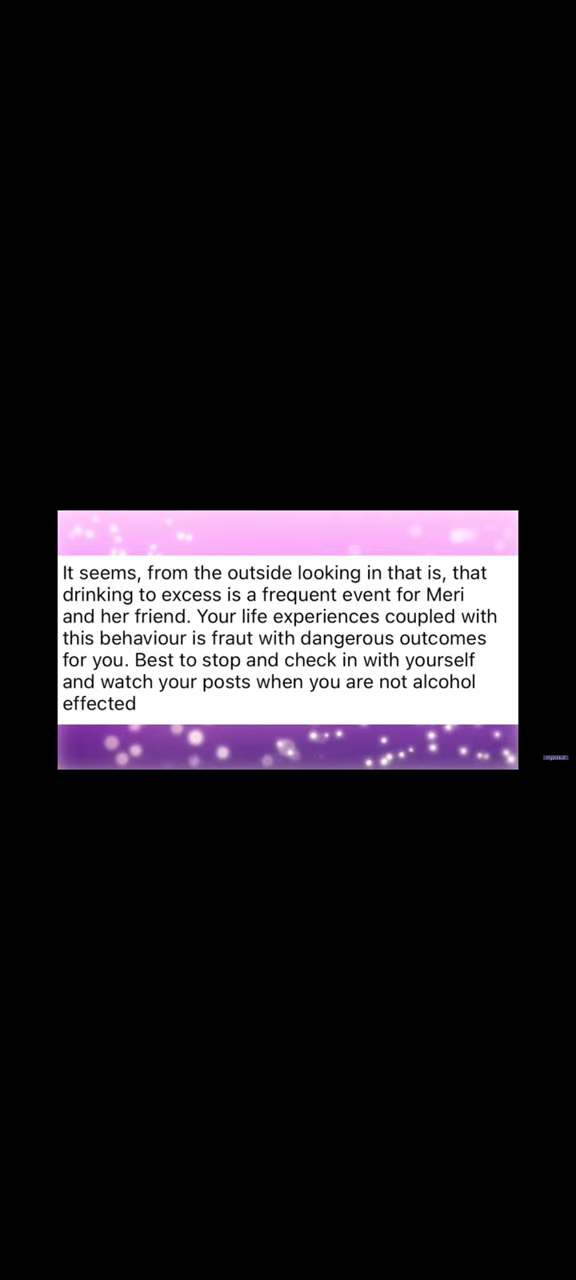 It seems, from the outside looking in that is, that
drinking to excess is a frequent event for Meri
and her friend. Your life experiences coupled with
this behaviour is fraut with dangerous outcomes
for you. Best to stop and check in with yourself
and watch your posts when you are not alcohol
effected